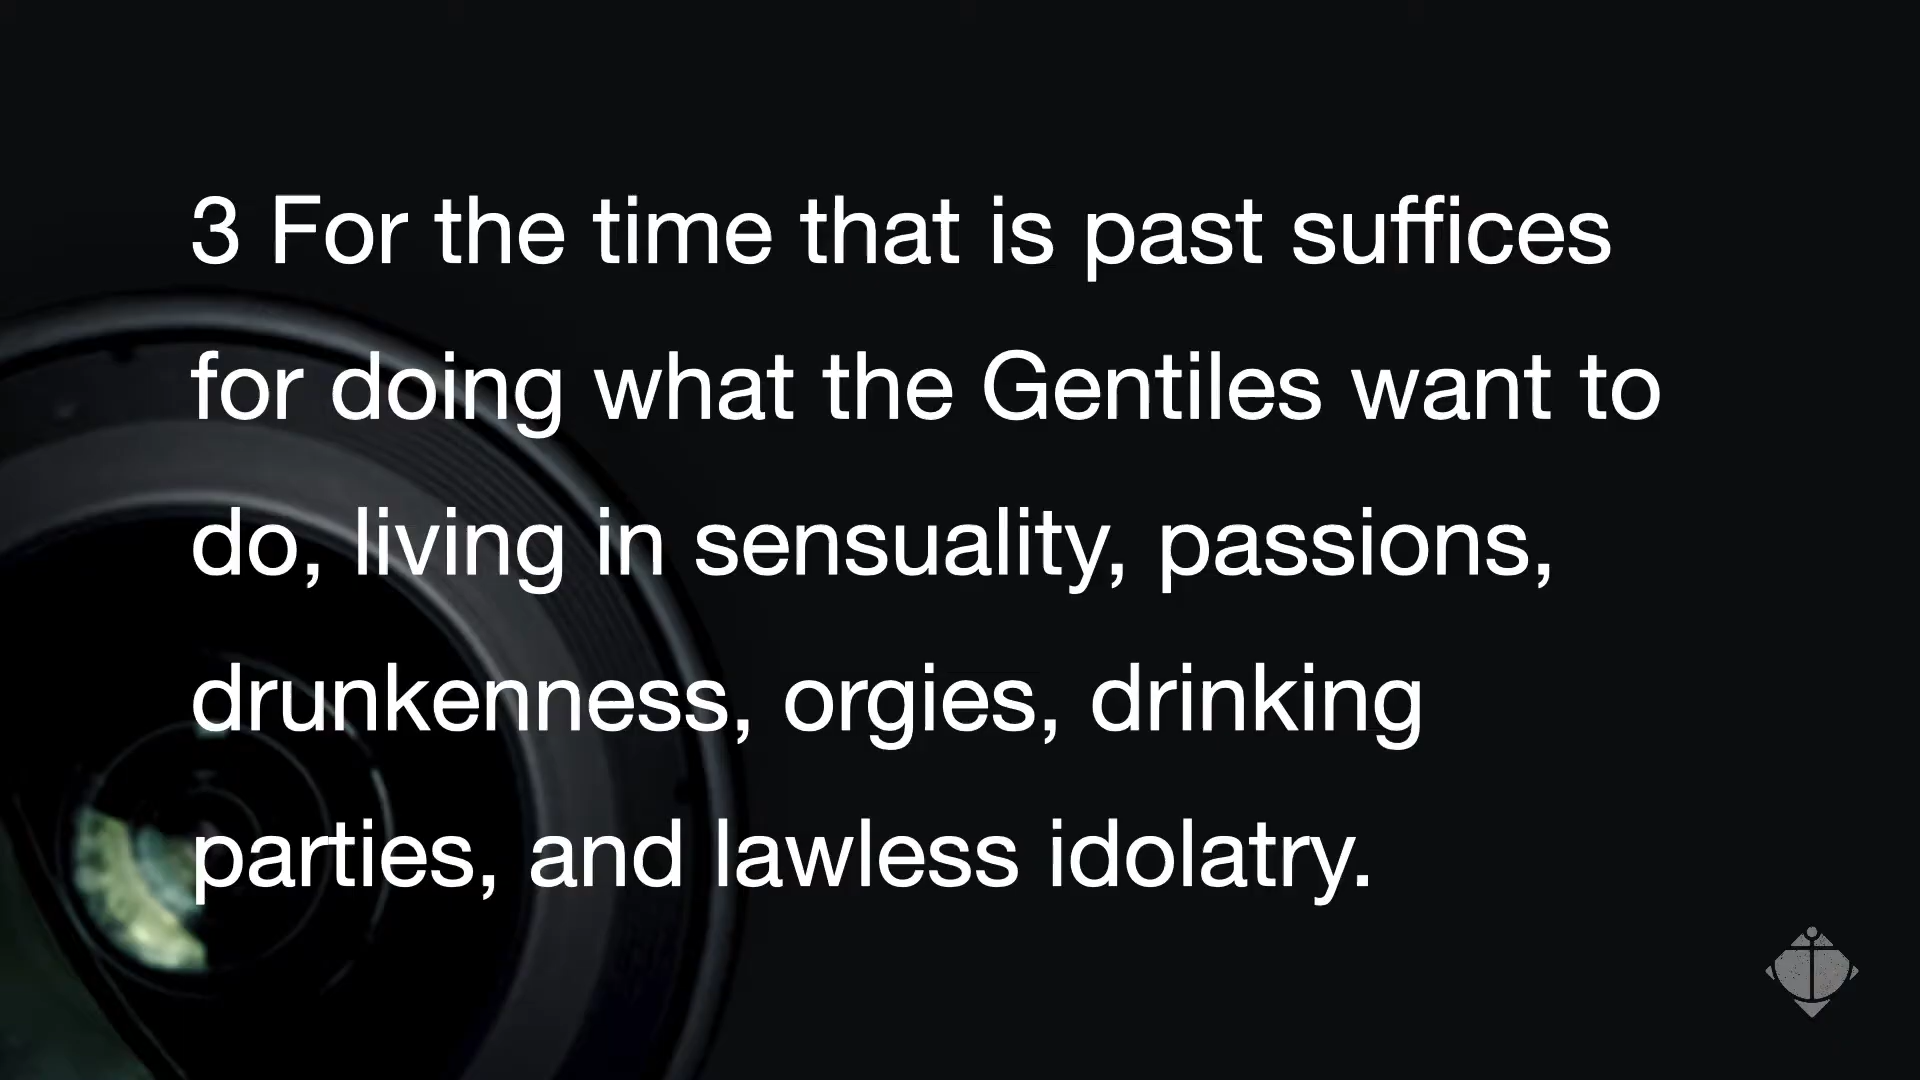 3 For the time that is past suffices
for doing what the Gentiles want to
do, living in sensuality, passions,
drunkenness, orgies, drinking
parties, and lawless idolatry.